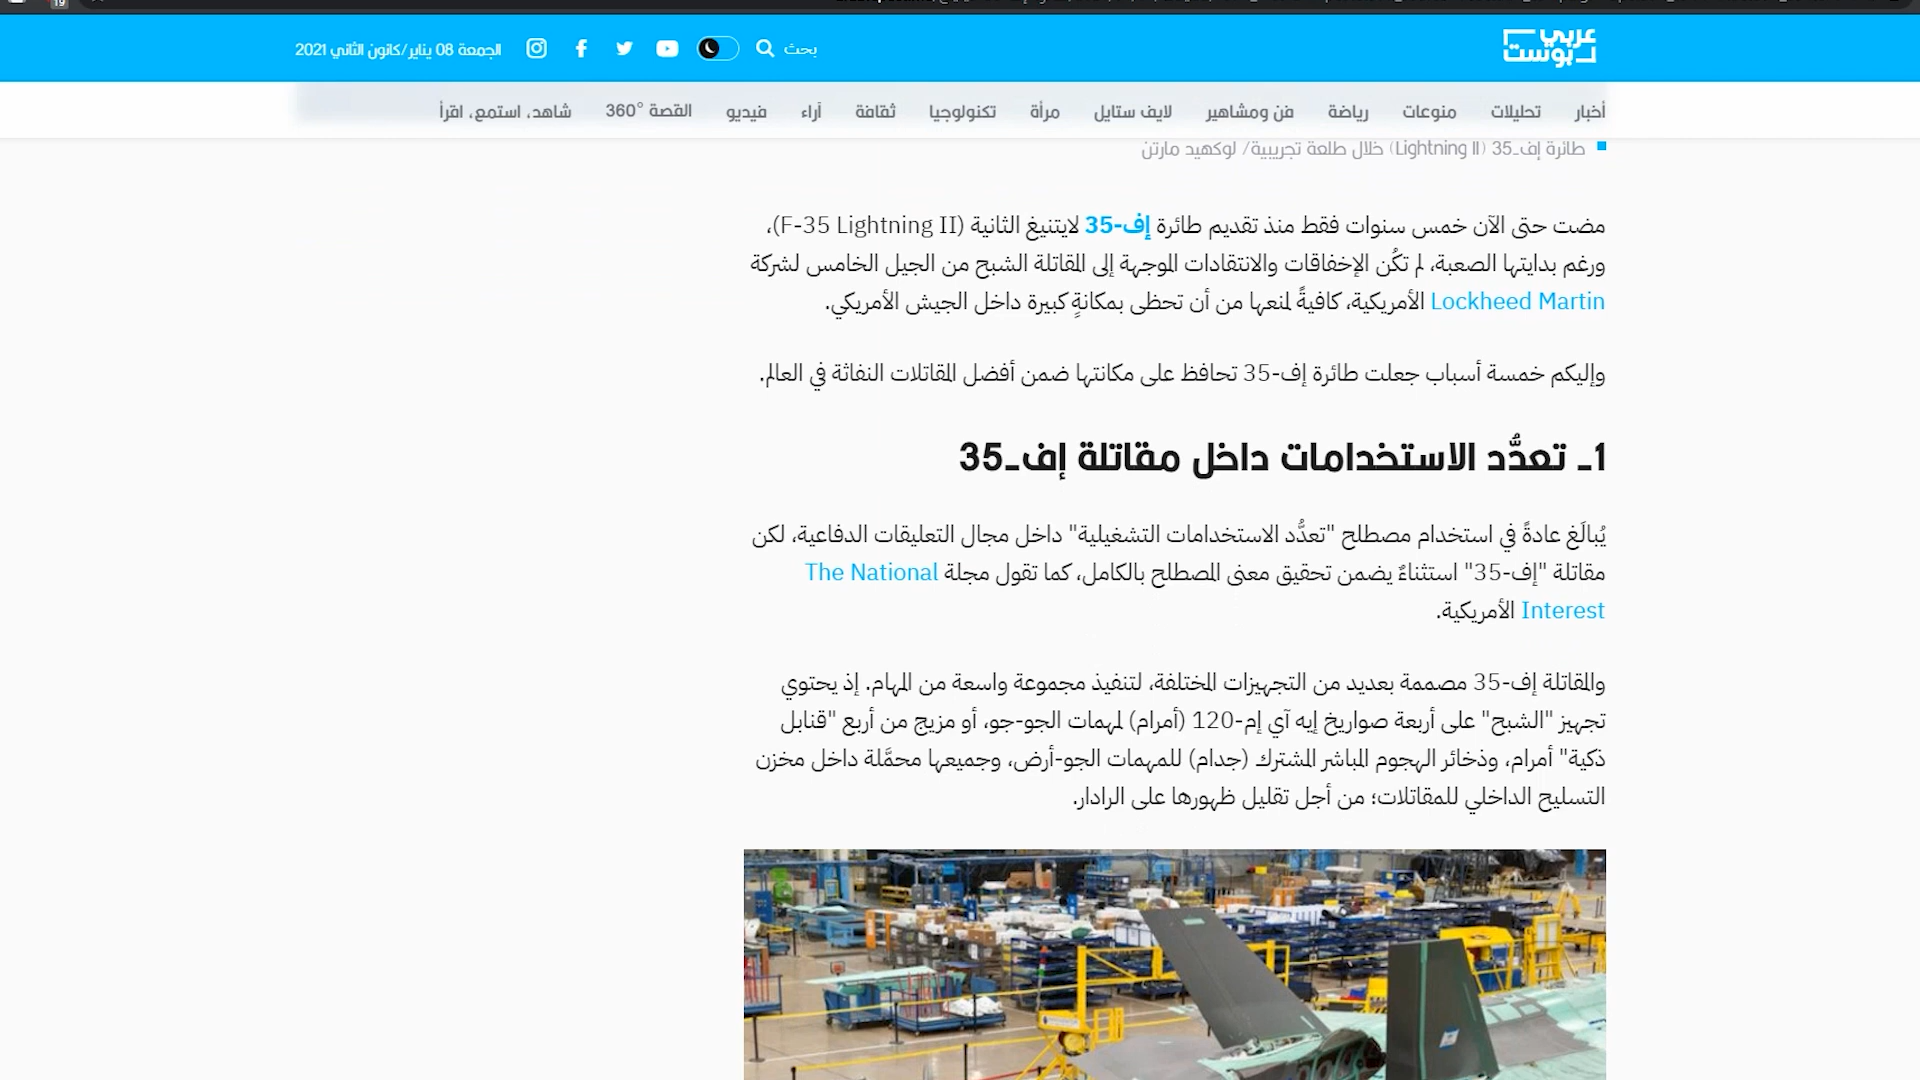 عربي
بوست
بحث
الجمعة 08 يناير/كانون الثاني 2021
أخبار تحليلات منوعات رياضة فن ومشاهير لايف ستايل مرأة تكنولوجيا ثقافة آراء فيديو القصة °360 شاهد، استمع، اقرأ
طائرة إف-35 (Lightning II) خلال طلعة تجريبية/ لوكهيد مارتن
مضت حتى الآن خمس سنوات فقط منذ تقديم طائرة إف-35 لايتنيغ الثانية (F-35 Lightning II)،
ورغم بدايتها الصعبة، لم تكُن الإخفاقات والانتقادات الموجهة إلى المقاتلة الشبح من الجيل الخامس لشركة
Lockheed Martin الأمريكية، كافيةً لمنعها من أن تحظى بمكانةٍ كبيرة داخل الجيش الأمريكي.
وإليكم خمسة أسباب جعلت طائرة إف-35 تحافظ على مكانتها ضمن أفضل المقاتلات النفاثة في العالم.
1- تعدُّد الاستخدامات داخل مقاتلة إف-35
يُبالَغ عادةً في استخدام مصطلح "تعدُّد الاستخدامات التشغيلية" داخل مجال التعليقات الدفاعية، لكن
مقاتلة "إف-35" استثناءٌ يضمن تحقيق معنى المصطلح بالكامل، كما تقول مجلة The National
Interest الأمريكية.
والمقاتلة إف-35 مصممة بعديد من التجهيزات المختلفة، لتنفيذ مجموعة واسعة من المهام. إذ يحتوي
تجهيز "الشبح" على أربعة صواريخ إيه آي إم-120 (أمرام) لمهمات الجو-جو، أو مزيج من أربع "قنابل
ذكية" أمرام، وذخائر الهجوم المباشر المشترك (جدام) للمهمات الجو-أرض، وجميعها محمَّلة داخل مخزن
التسليح الداخلي للمقاتلات؛ من أجل تقليل ظهورها على الرادار.